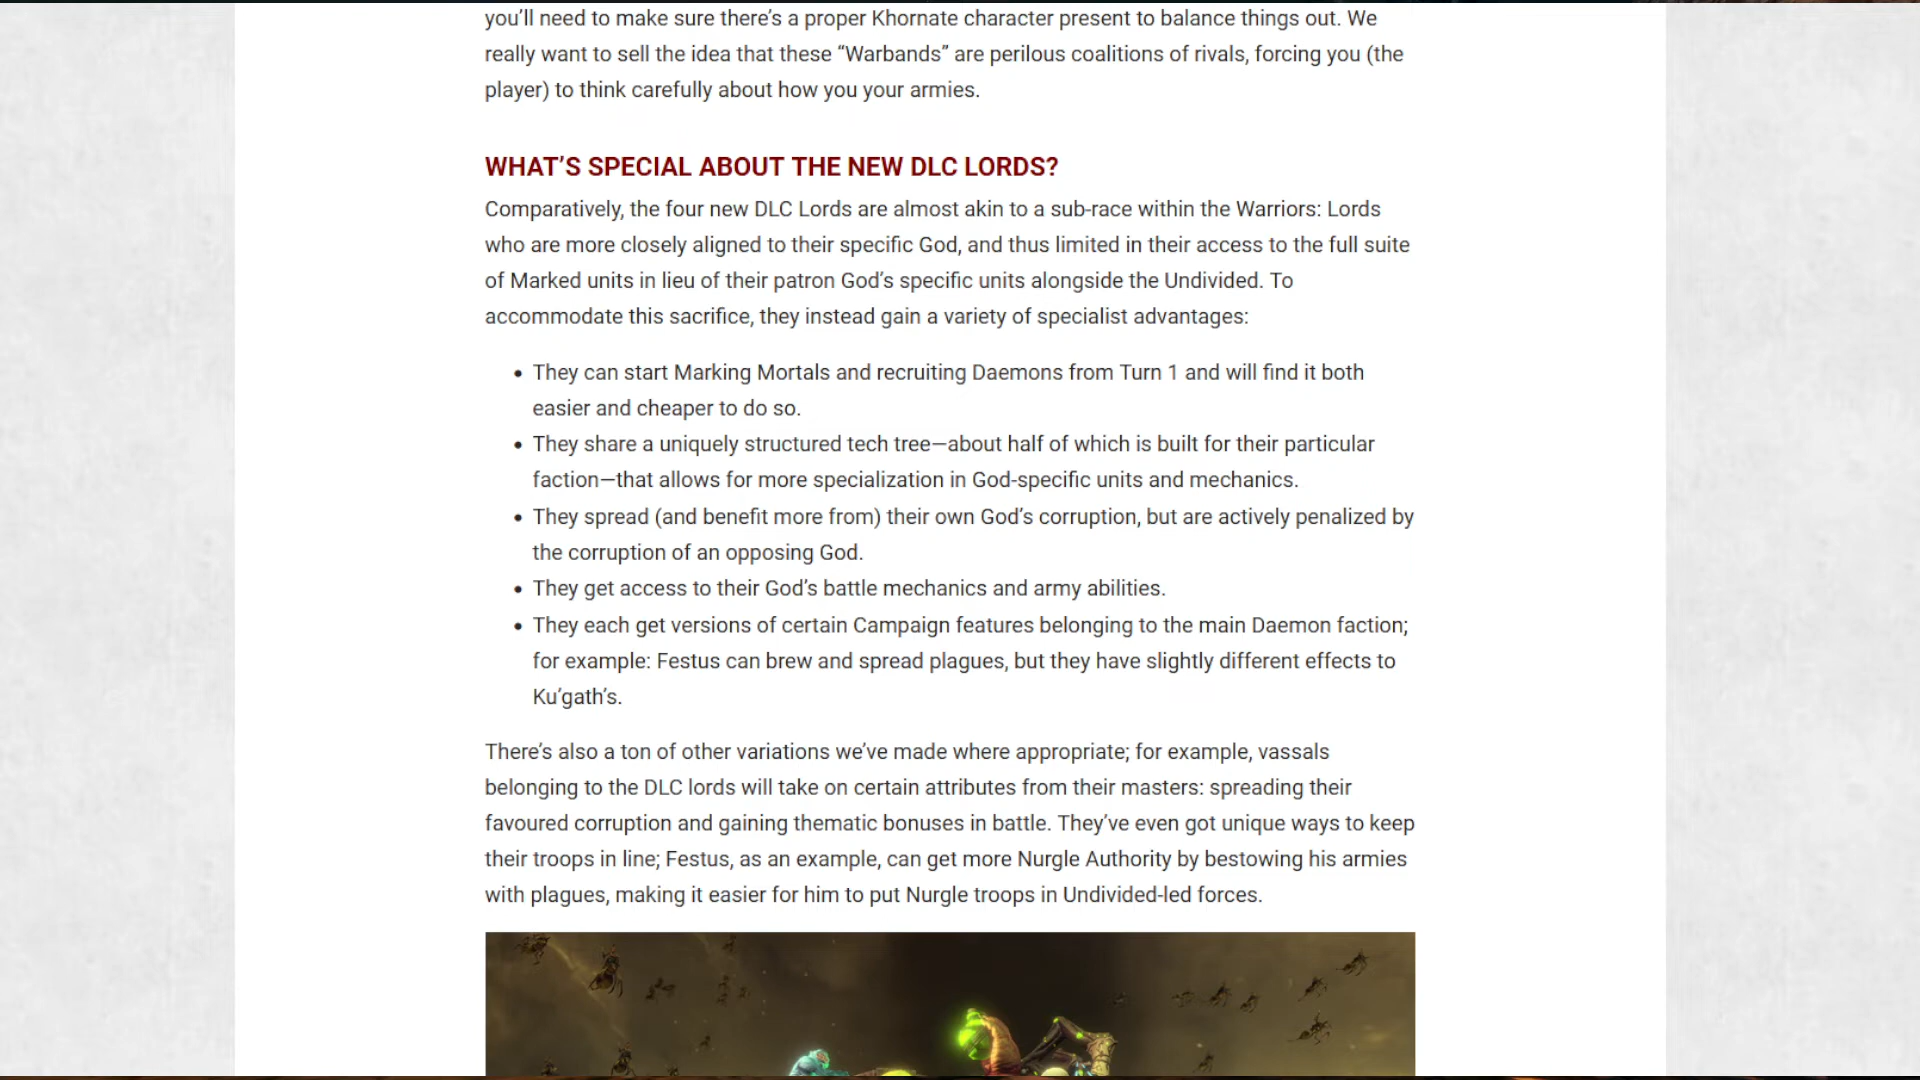 you’ll need to make sure there’s a proper Khornate character present to balance things out. We
really want to sell the idea that these “Warbands” are perilous coalitions of rivals, forcing you (the
player) to think carefully about how you your armies.
WHAT’S SPECIAL ABOUT THE NEW DLC LORDS?
Comparatively, the four new DLC Lords are almost akin to a sub-race within the Warriors: Lords
who are more closely aligned to their specific God, and thus limited in their access to the full suite
of Marked units in lieu of their patron God’s specific units alongside the Undivided. To
accommodate this sacrifice, they instead gain a variety of specialist advantages:
• They can start Marking Mortals and recruiting Daemons from Turn 1 and will find it both
easier and cheaper to do so.
• They share a uniquely structured tech tree—about half of which is built for their particular
faction—that allows for more specialization in God-specific units and mechanics.
• They spread (and benefit more from) their own God’s corruption, but are actively penalized by
the corruption of an opposing God.
• They get access to their God’s battle mechanics and army abilities.
• They each get versions of certain Campaign features belonging to the main Daemon faction;
for example: Festus can brew and spread plagues, but they have slightly different effects to
Ku’gath’s.
There’s also a ton of other variations we’ve made where appropriate; for example, vassals
belonging to the DLC lords will take on certain attributes from their masters: spreading their
favoured corruption and gaining thematic bonuses in battle. They’ve even got unique ways to keep
their troops in line; Festus, as an example, can get more Nurgle Authority by bestowing his armies
with plagues, making it easier for him to put Nurgle troops in Undivided-led forces.